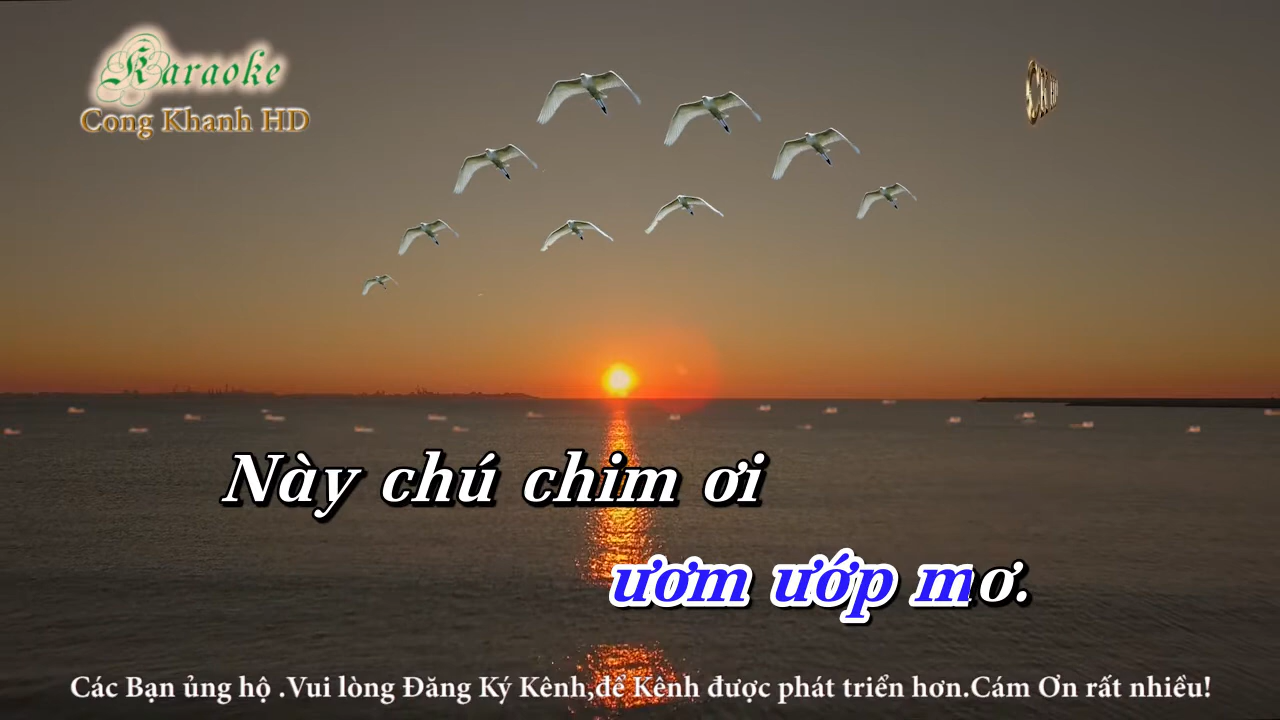 Karaoke
Cong Khanh HD
Này chú chim ơi
ươm ướp mơ.
Các Bạn ủng hộ .Vui lòng Đăng Ký Kênh,để Kênh được phát triển hơn.Cám Ơn rất nhiều!